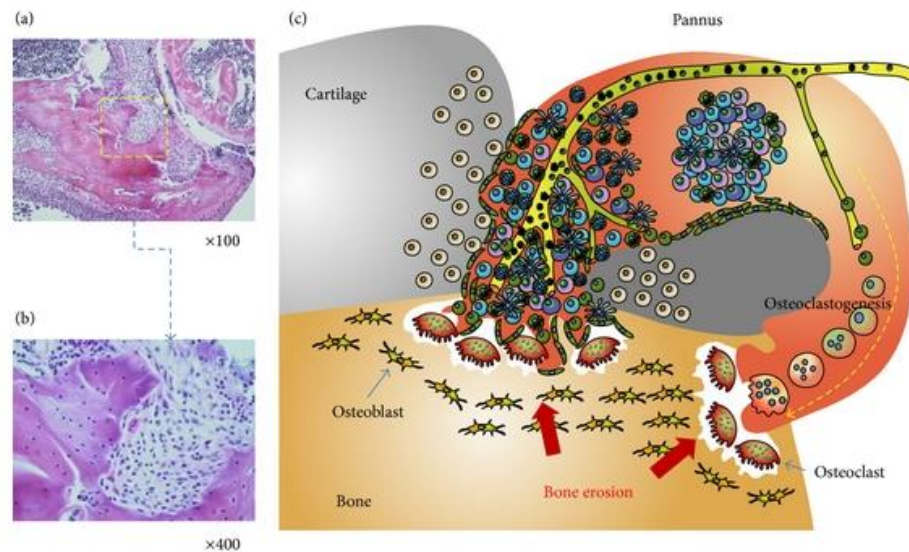 (a)
×100
(b)
×400
(c)
Pannus
Cartilage
Osteoclastogenesis
Osteoblast
Osteoclast
Bone erosion
Bone